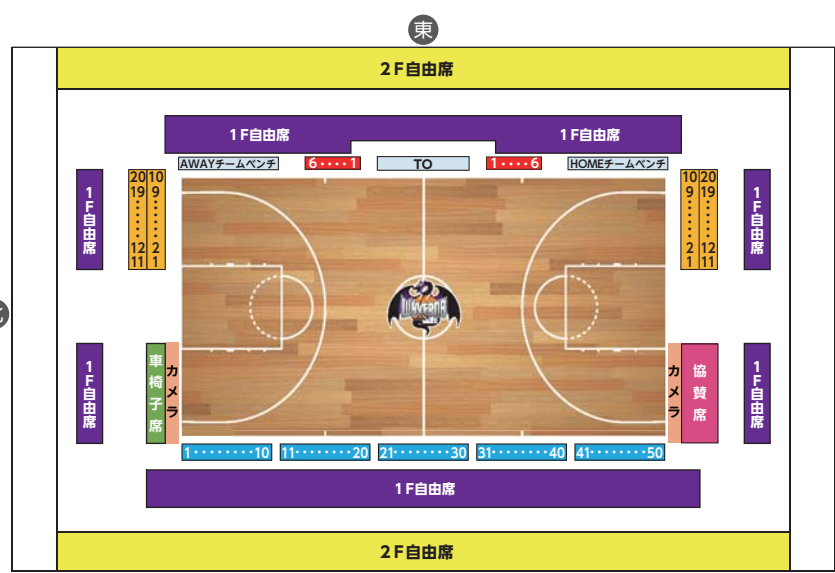 東
2F自由席
1F自由席
1F自由席
AWAYチームベンチ
6・・・・1
TO
1・・・・6
HOMEチームベンチ
1F自由席
20 10
19 9
12 2
11 1
10 20
9 19
2 12
1 11
1F自由席
1F自由席
車椅子席
カメラ
カメラ
協賛席
1F自由席
1・・・・・・・・10
11・・・・・・・・20
21・・・・・・・・30
31・・・・・・・・40
41・・・・・・・・50
1F自由席
2F自由席